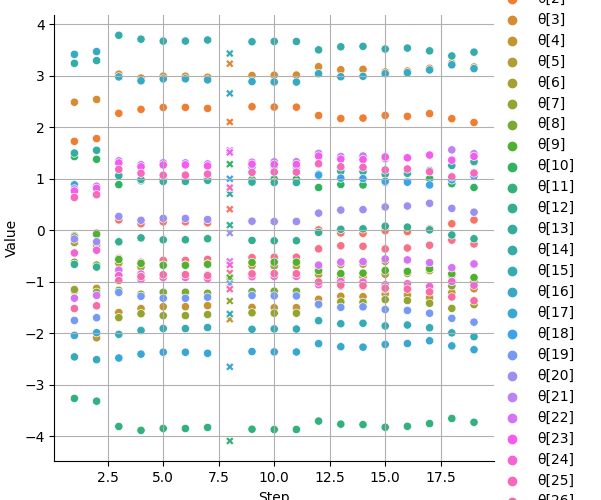 4
3
2
1
0
−1
−2
−3
−4
Value
2.5
5.0
7.5
10.0
12.5
15.0
17.5
Step
θ[2]
θ[3]
θ[4]
θ[5]
θ[6]
θ[7]
θ[8]
θ[9]
θ[10]
θ[11]
θ[12]
θ[13]
θ[14]
θ[15]
θ[16]
θ[17]
θ[18]
θ[19]
θ[20]
θ[21]
θ[22]
θ[23]
θ[24]
θ[25]
θ[26]